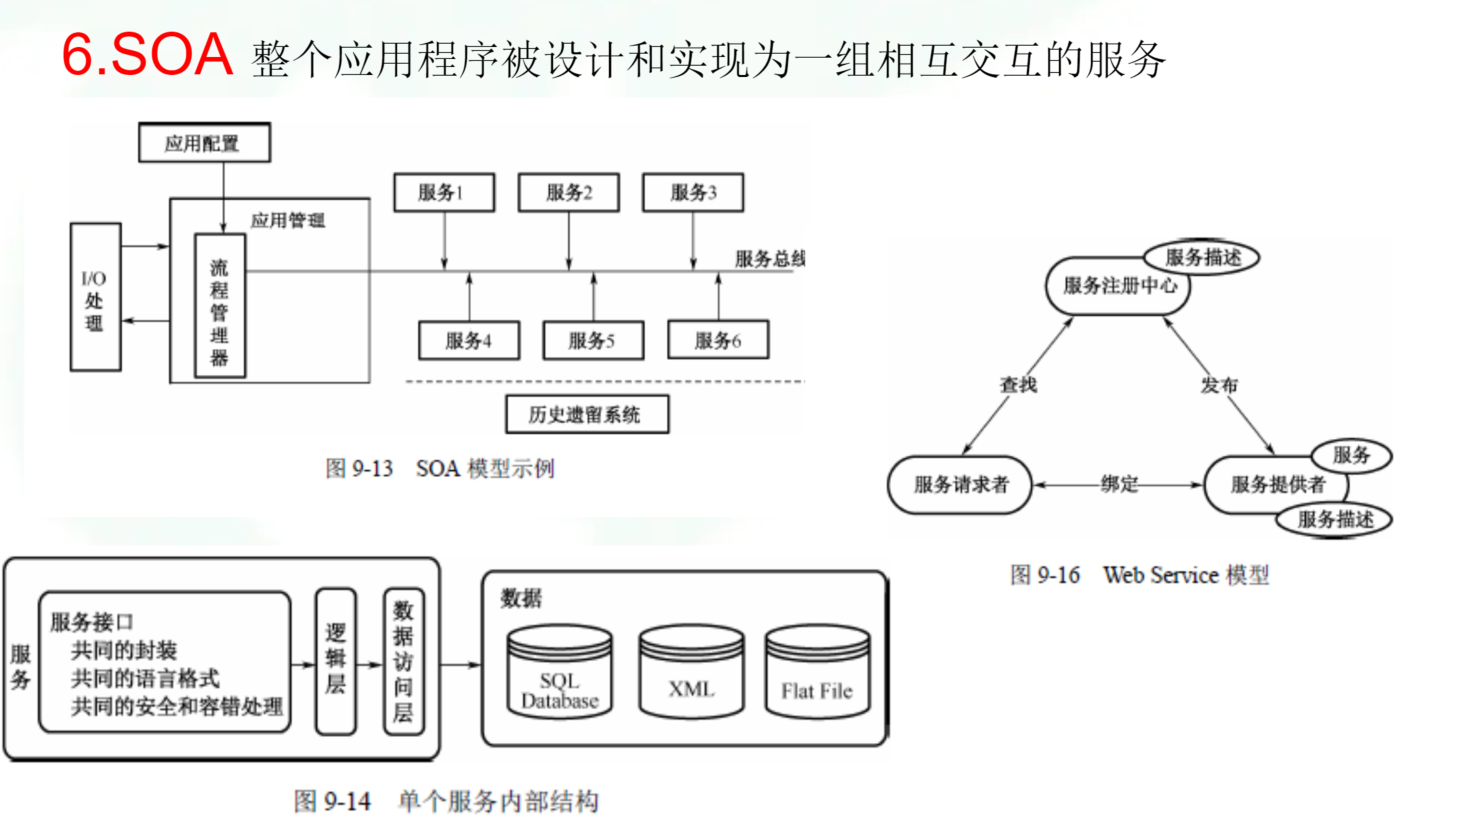 6.SOA 整个应用程序被设计和实现为一组相互交互的服务
应用配置
应用管理
I/O
处
理
流
程
管
理
器
服务1
服务2
服务3
服务总线
服务4
服务5
服务6
历史遗留系统
图 9-13 SOA 模型示例
服务描述
服务注册中心
查找
发布
服务请求者
绑定
服务
服务提供者
服务描述
图 9-16 Web Service 模型
服
务
服务接口
共同的封装
共同的语言格式
共同的安全和容错处理
逻
辑
层
数
据
访
问
层
数据
SQL
Database
XML
Flat File
图 9-14 单个服务内部结构